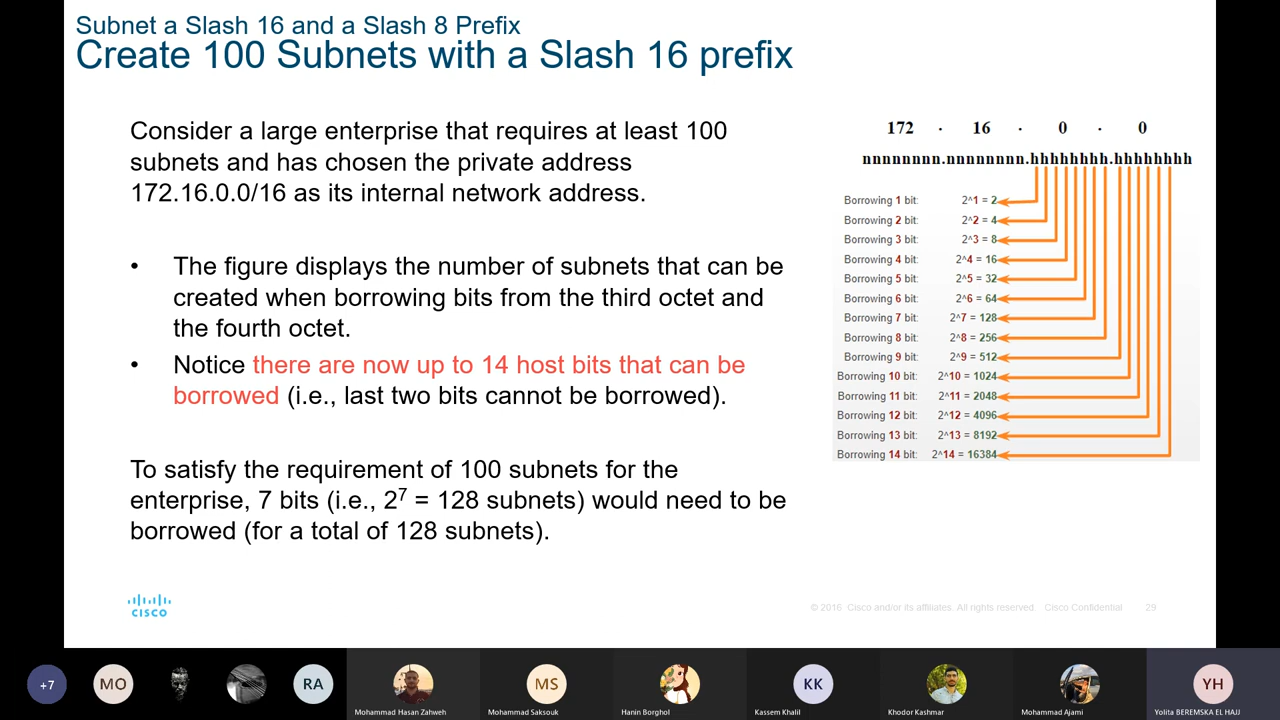 Subnet a Slash 16 and a Slash 8 Prefix
Create 100 Subnets with a Slash 16 prefix
Consider a large enterprise that requires at least 100
subnets and has chosen the private address
172.16.0.0/16 as its internal network address.
• The figure displays the number of subnets that can be
created when borrowing bits from the third octet and
the fourth octet.
• Notice there are now up to 14 host bits that can be
borrowed (i.e., last two bits cannot be borrowed).
To satisfy the requirement of 100 subnets for the
enterprise, 7 bits (i.e., 2⁷ = 128 subnets) would need to be
borrowed (for a total of 128 subnets).
172 . 16 . 0 . 0
nnnnnnnn.nnnnnnnn.hhhhhhhh.hhhhhhhh
Borrowing 1 bit: 2^1 = 2
Borrowing 2 bit: 2^2 = 4
Borrowing 3 bit: 2^3 = 8
Borrowing 4 bit: 2^4 = 16
Borrowing 5 bit: 2^5 = 32
Borrowing 6 bit: 2^6 = 64
Borrowing 7 bit: 2^7 = 128
Borrowing 8 bit: 2^8 = 256
Borrowing 9 bit: 2^9 = 512
Borrowing 10 bit: 2^10 = 1024
Borrowing 11 bit: 2^11 = 2048
Borrowing 12 bit: 2^12 = 4096
Borrowing 13 bit: 2^13 = 8192
Borrowing 14 bit: 2^14 = 16384
CISCO
© 2016 Cisco and/or its affiliates. All rights reserved. Cisco Confidential 29
+7 MO RA MS KK YH
Mohammad Hasan Zahweh Mohammad Saksouk Hanin Borghol Kassem Khalil Khodor Kashmar Mohammad Ajami Yolita BEREMSKA EL HAJJ